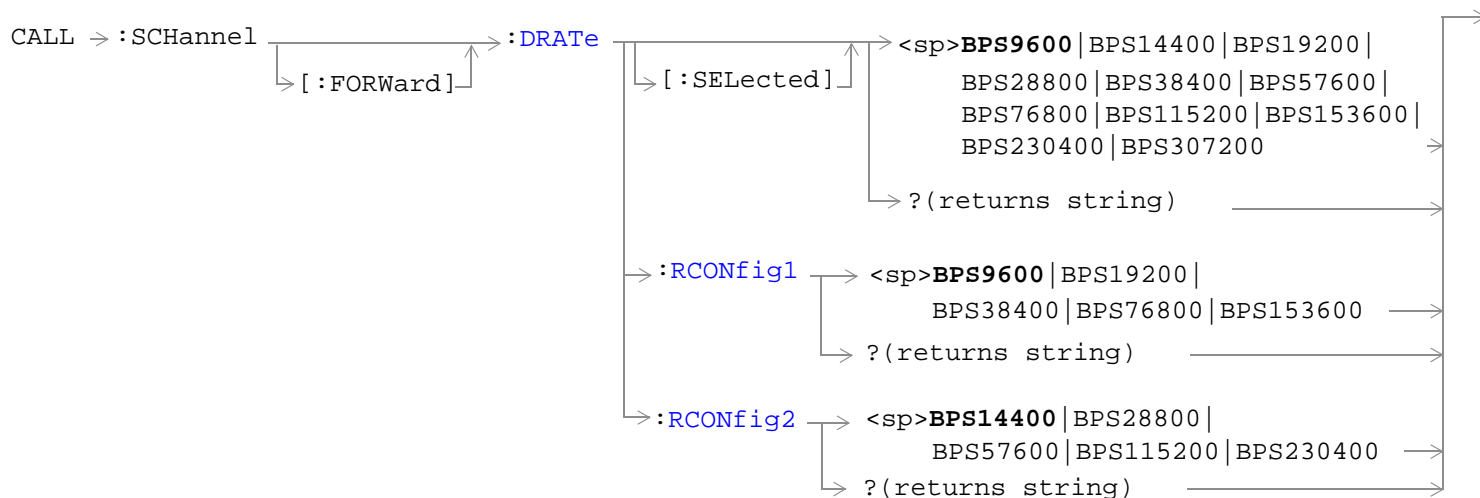 CALL :SCHannel :DRATe <sp>BPS9600|BPS14400|BPS19200|
[:FORWard] [:SELected] BPS28800|BPS38400|BPS57600|
BPS76800|BPS115200|BPS153600|
BPS230400|BPS307200
?(returns string)
:RCONfig1 <sp>BPS9600|BPS19200|
BPS38400|BPS76800|BPS153600
?(returns string)
:RCONfig2 <sp>BPS14400|BPS28800|
BPS57600|BPS115200|BPS230400
?(returns string)